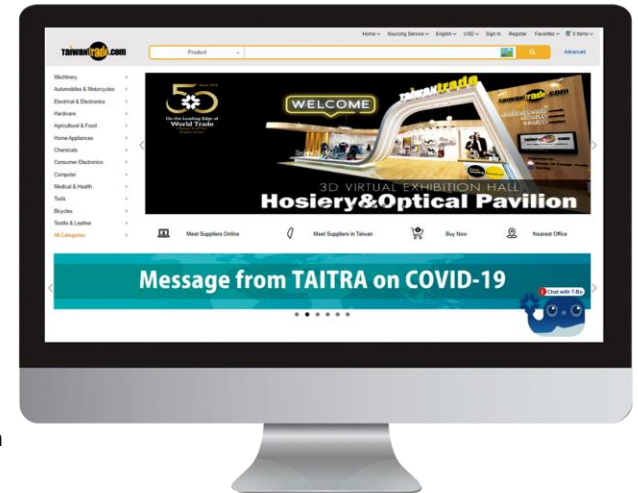 Home Sourcing Service English USD Sign In Register Favorites 0 Items
taiwantrade.com
Product
Advanced
Machinery
Automobiles & Motorcycles
Electrical & Electronics
Hardware
Agricultural & Food
Home Appliances
Chemicals
Consumer Electronics
Computer
Medical & Health
Tools
Bicycles
Textile & Leather
All Categories
50
Since 1970
On the Leading Edge of
World Trade
WELCOME
taiwantrade
taiwantrade.com
3D VIRTUAL EXHIBITION HALL
Hosiery&Optical Pavilion
Meet Suppliers Online
Meet Suppliers in Taiwan
Buy Now
Nearest Office
Message from TAITRA on COVID-19
1 Chat with T-Bo